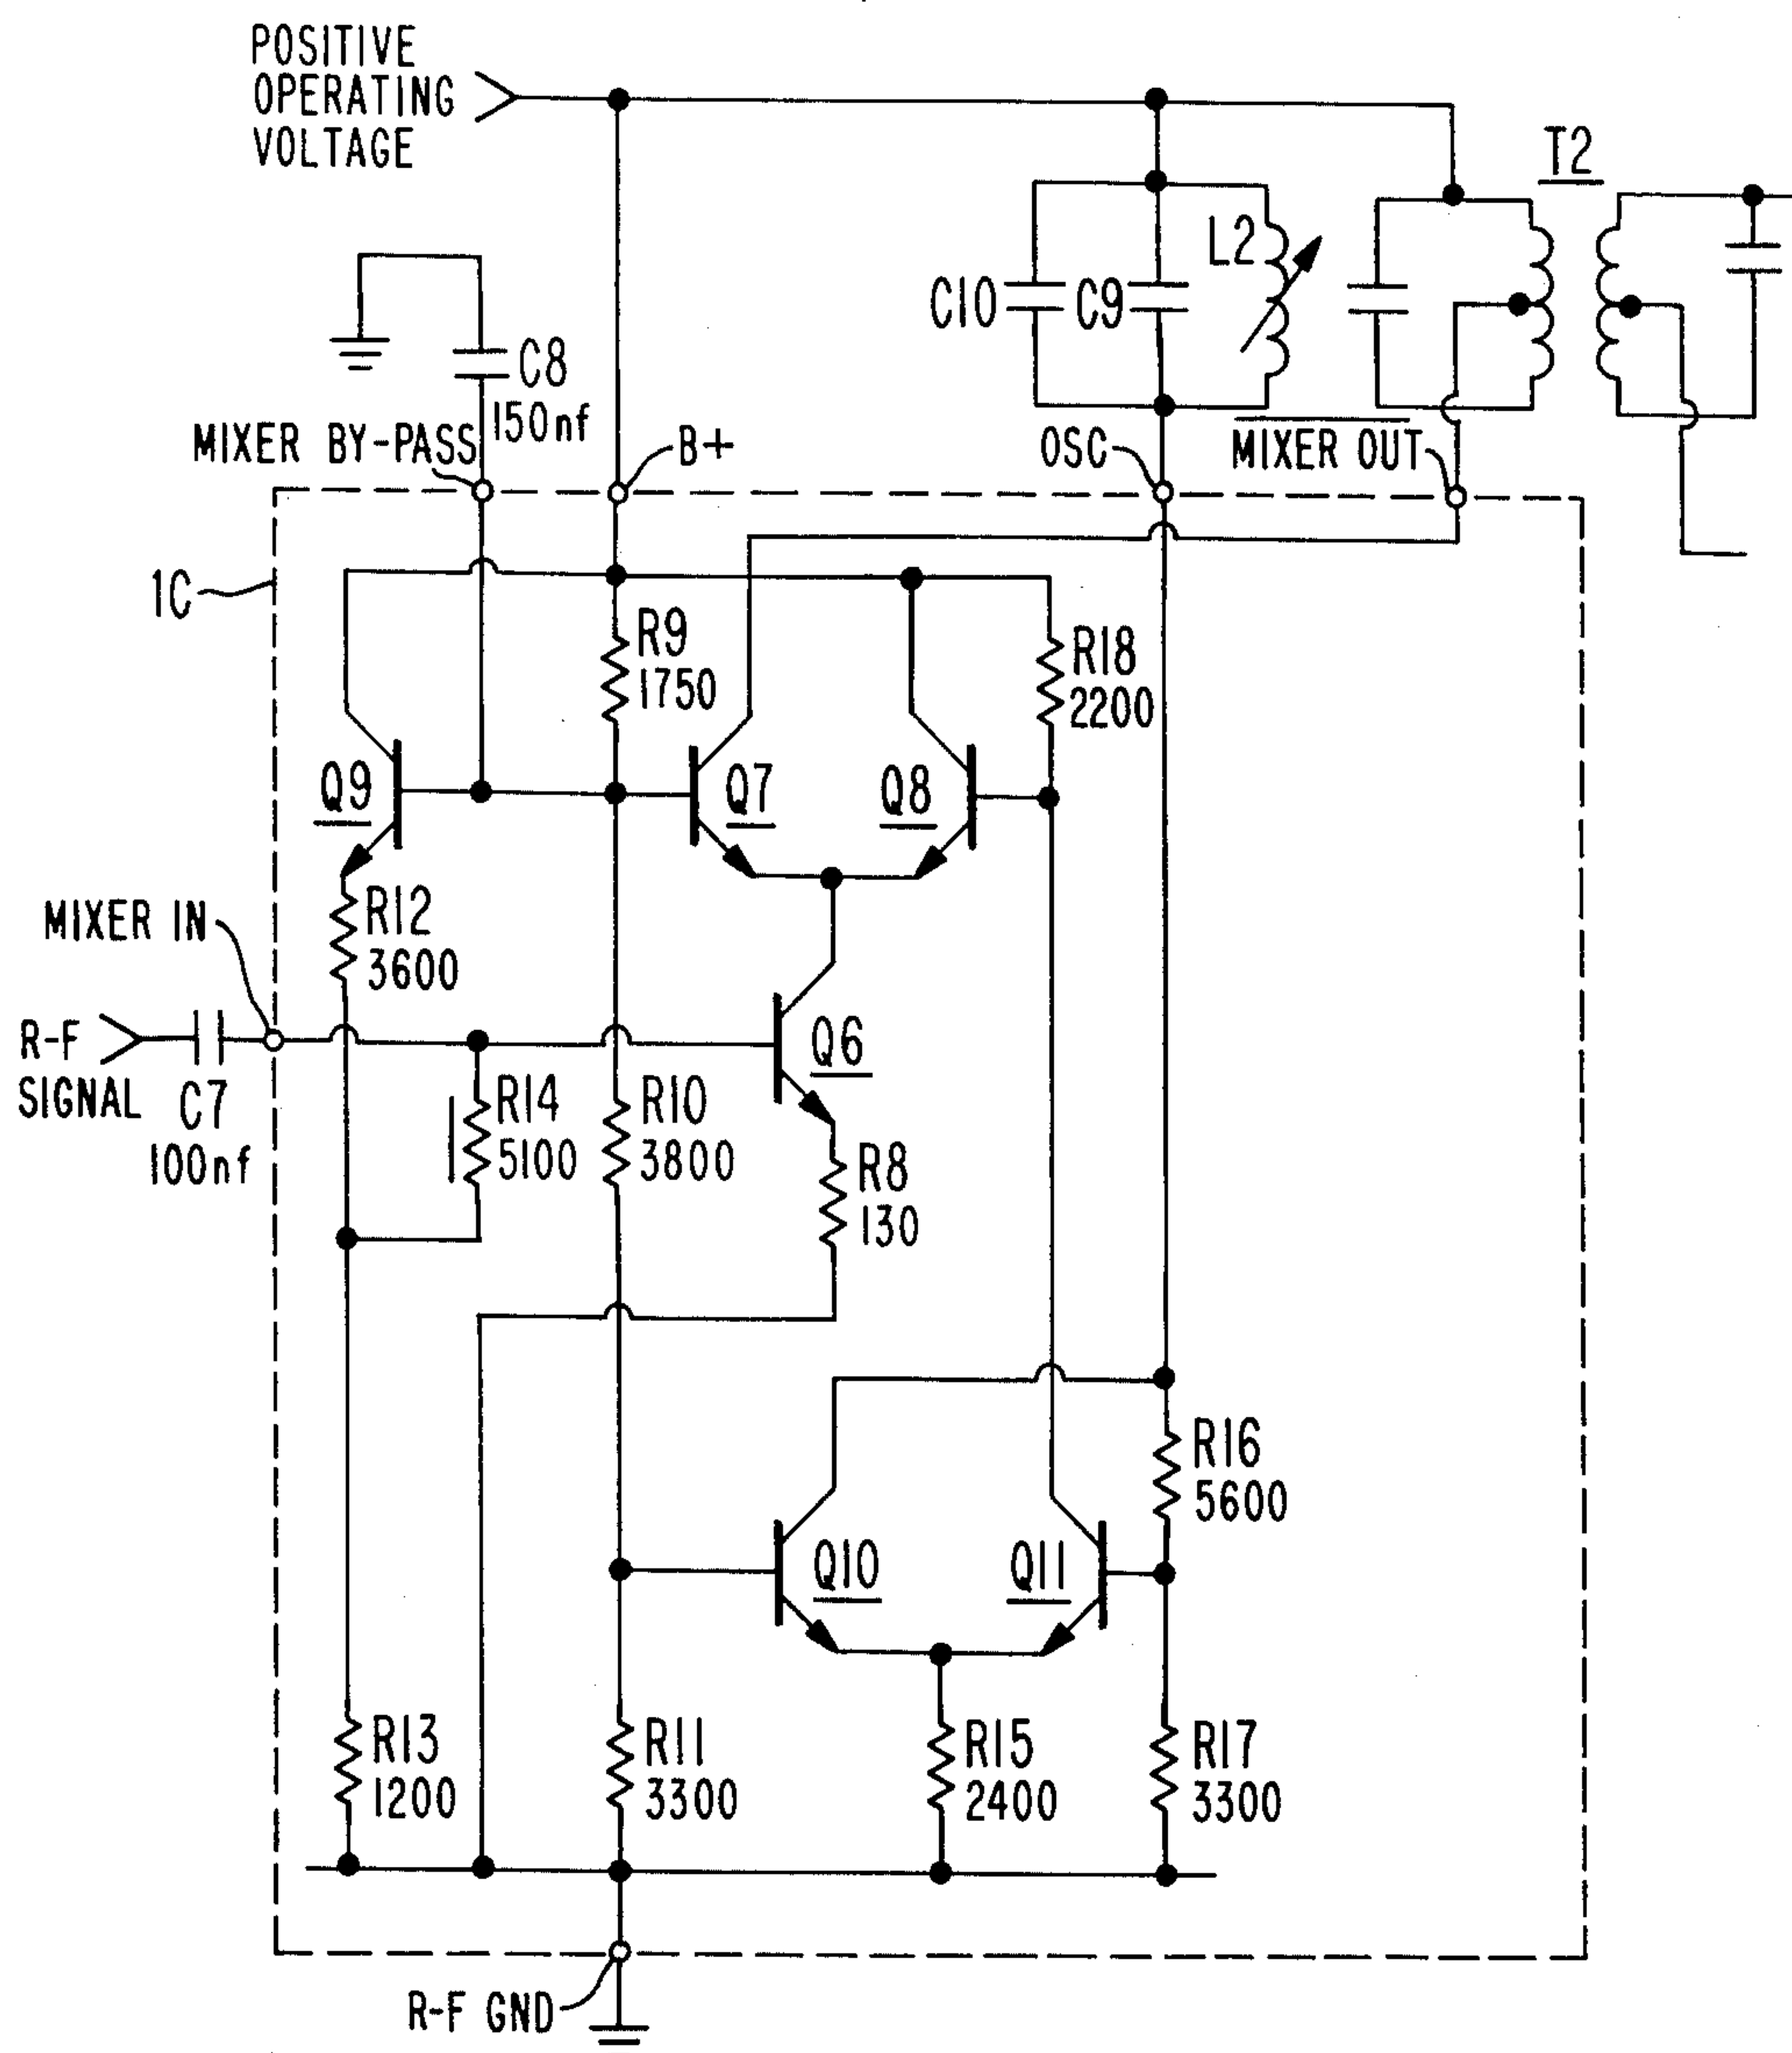 POSITIVE
OPERATING
VOLTAGE
T2
L2
C10
C9
C8
150nf
MIXER BY-PASS
B+
OSC
MIXER OUT
1C
R9
1750
R18
2200
Q9
Q7
Q8
R12
3600
MIXER IN
R-F
SIGNAL
C7
100nf
Q6
R14
5100
R10
3800
R8
130
R16
5600
Q10
Q11
R13
1200
R11
3300
R15
2400
R17
3300
R-F GND